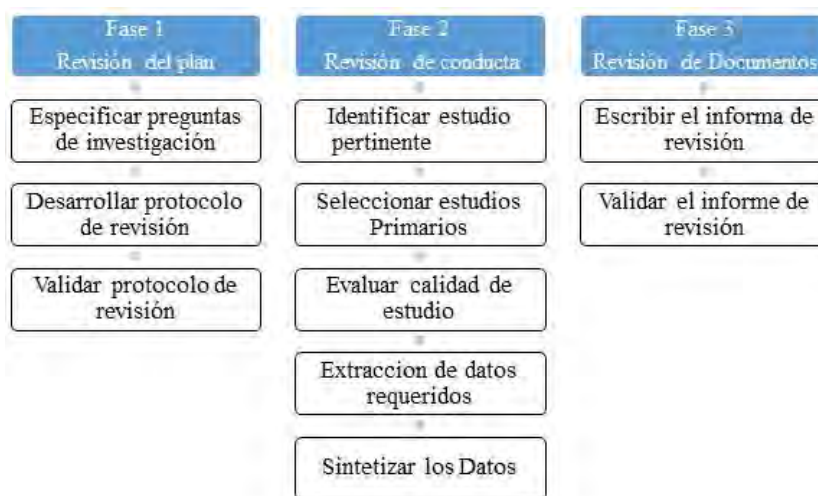 Fase 1
Revisión del plan
Especificar preguntas
de investigación
Desarrollar protocolo
de revisión
Validar protocolo de
revisión
Fase 2
Revisión de conducta
Identificar estudio
pertinente
Seleccionar estudios
Primarios
Evaluar calidad de
estudio
Extraccion de datos
requeridos
Sintetizar los Datos
Fase 3
Revisión de Documentos
Escribir el informa de
revisión
Validar el informe de
revisión